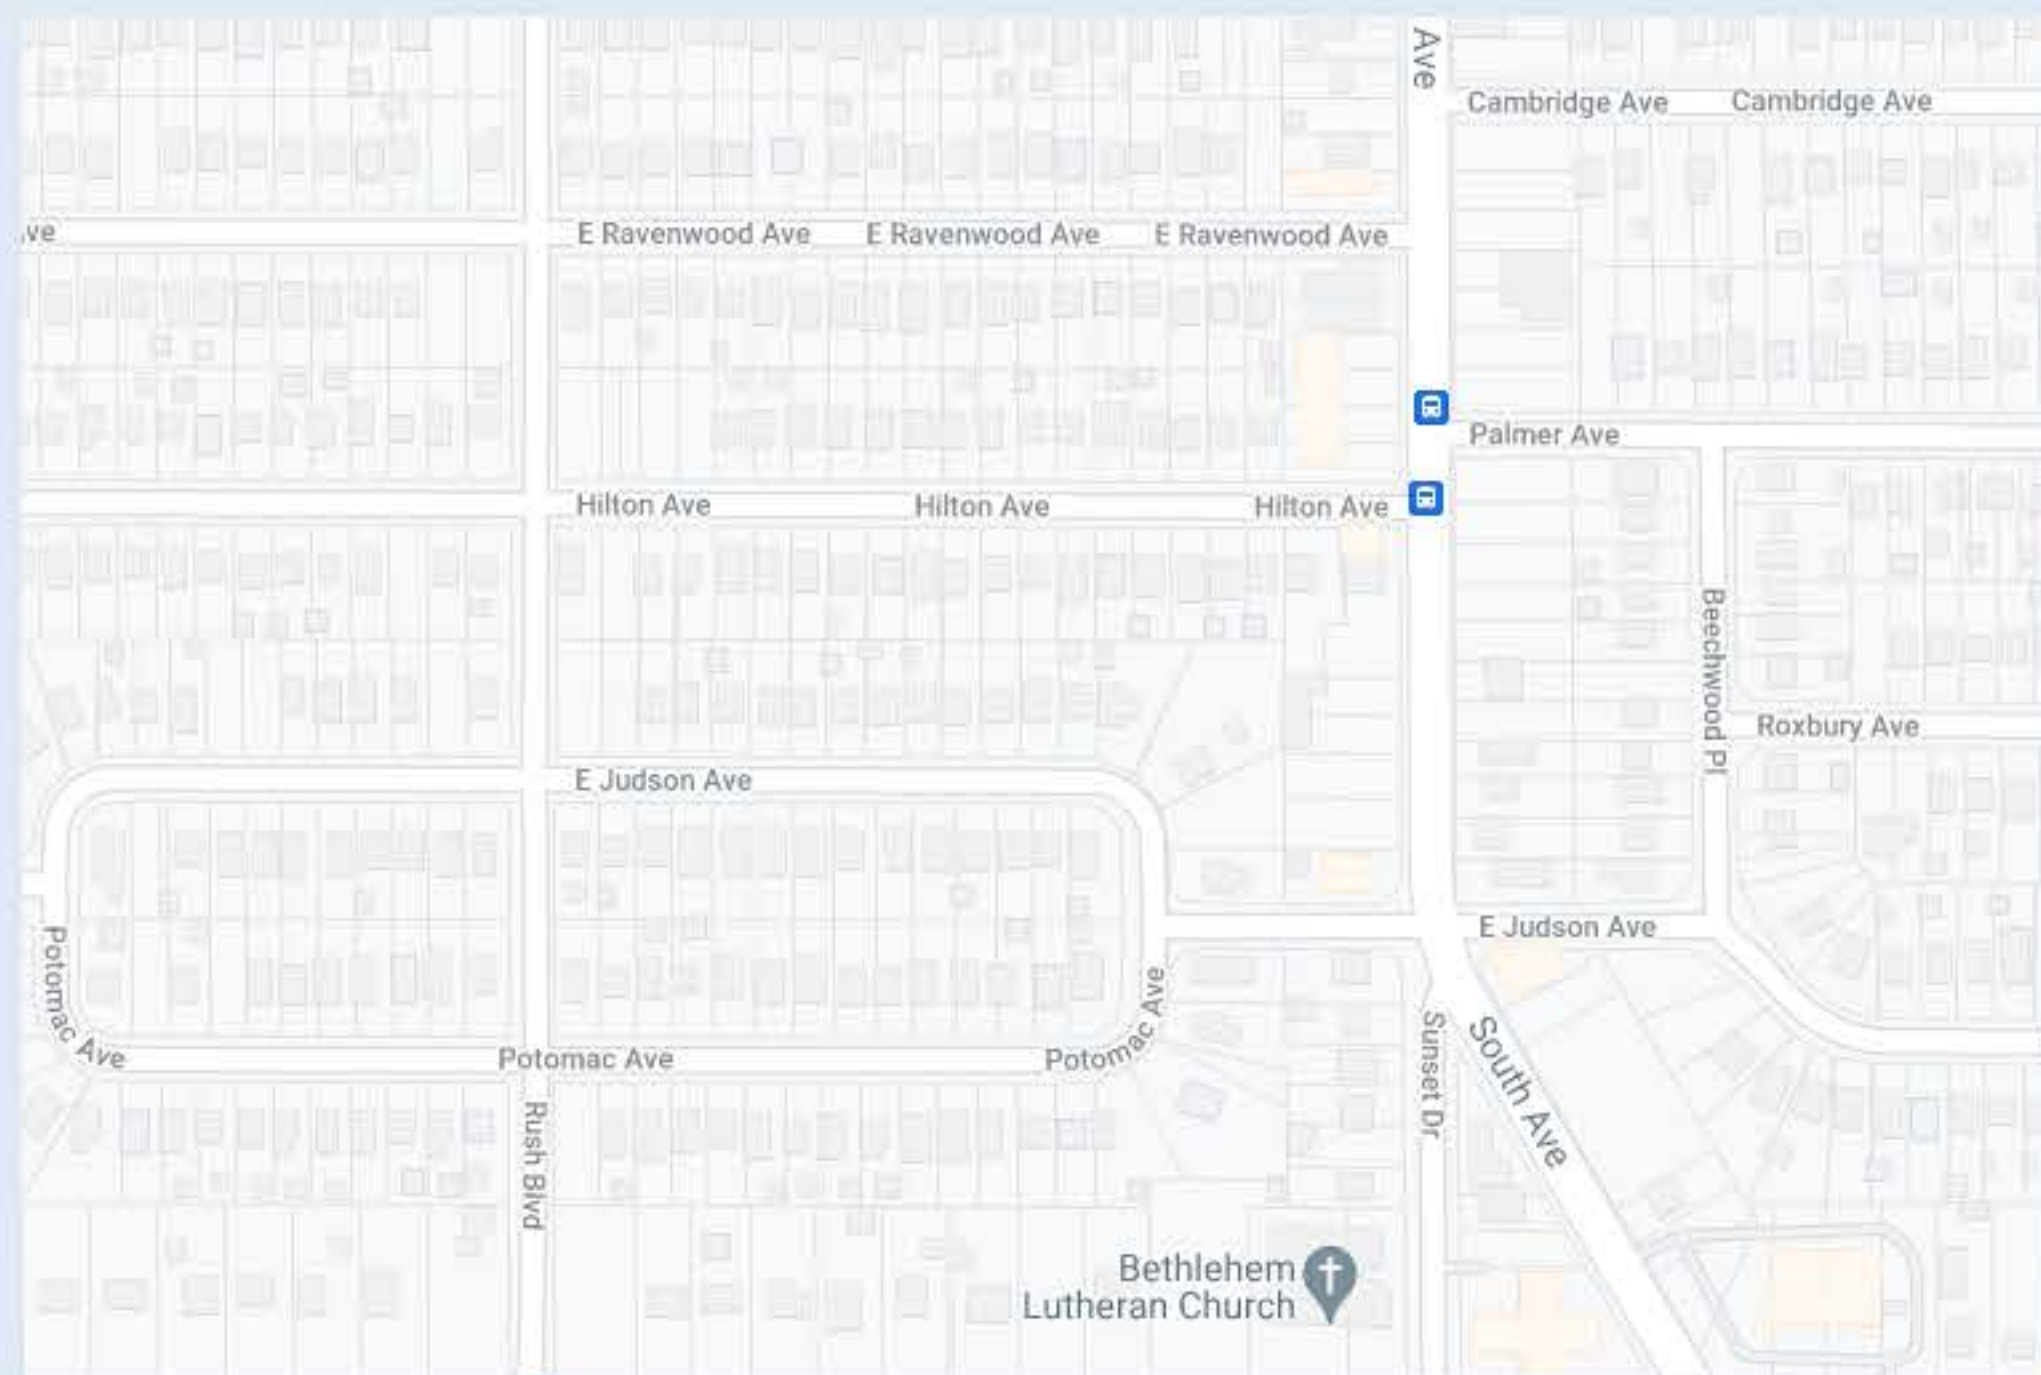 Ave
Cambridge Ave
Cambridge Ave
ve
E Ravenwood Ave
E Ravenwood Ave
E Ravenwood Ave
Palmer Ave
Hilton Ave
Hilton Ave
Hilton Ave
Beechwood Pl
Roxbury Ave
E Judson Ave
E Judson Ave
Potomac Ave
Potomac Ave
Potomac Ave
Sunset Dr
South Ave
Rush Blvd
Bethlehem
Lutheran Church